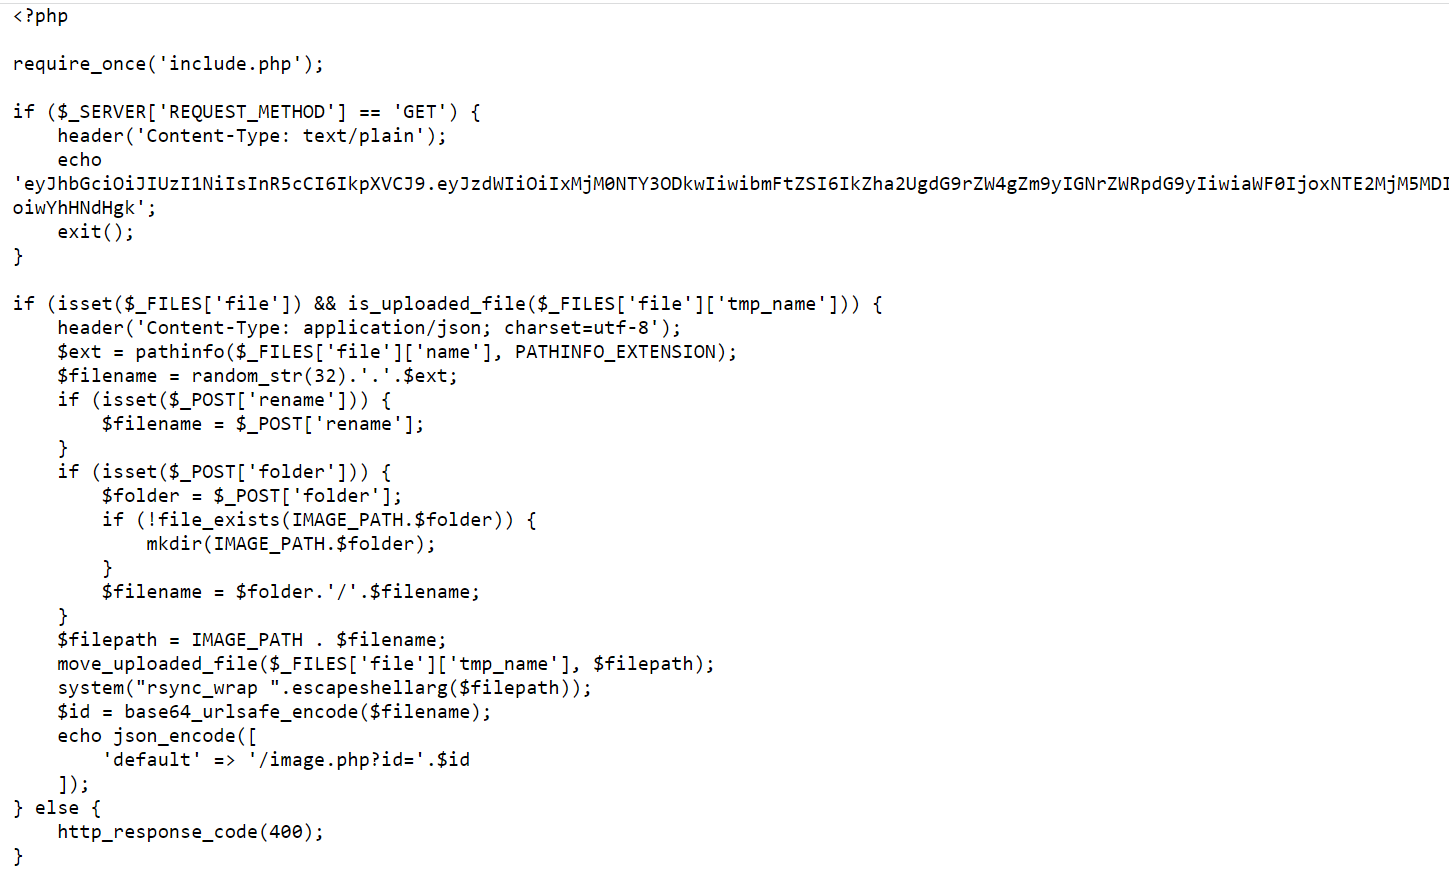 <?php

require_once('include.php');

if ($_SERVER['REQUEST_METHOD'] == 'GET') {
    header('Content-Type: text/plain');
    echo
'eyJhbGciOiJIUzI1NiIsInR5cCI6IkpXVCJ9.eyJzdWIiOiIxMjM0NTY3ODkwIiwibmFtZSI6IkZha2UgdG9rZW4gZm9yIGNrZWRpdG9yIiwiaWF0IjoxNTE2MjM5MDI
oiwYhHNdHgk';
    exit();
}

if (isset($_FILES['file']) && is_uploaded_file($_FILES['file']['tmp_name'])) {
    header('Content-Type: application/json; charset=utf-8');
    $ext = pathinfo($_FILES['file']['name'], PATHINFO_EXTENSION);
    $filename = random_str(32).'.'.$ext;
    if (isset($_POST['rename'])) {
        $filename = $_POST['rename'];
    }
    if (isset($_POST['folder'])) {
        $folder = $_POST['folder'];
        if (!file_exists(IMAGE_PATH.$folder)) {
            mkdir(IMAGE_PATH.$folder);
        }
        $filename = $folder.'/'.$filename;
    }
    $filepath = IMAGE_PATH . $filename;
    move_uploaded_file($_FILES['file']['tmp_name'], $filepath);
    system("rsync_wrap ".escapeshellarg($filepath));
    $id = base64_urlsafe_encode($filename);
    echo json_encode([
        'default' => '/image.php?id='.$id
    ]);
} else {
    http_response_code(400);
}